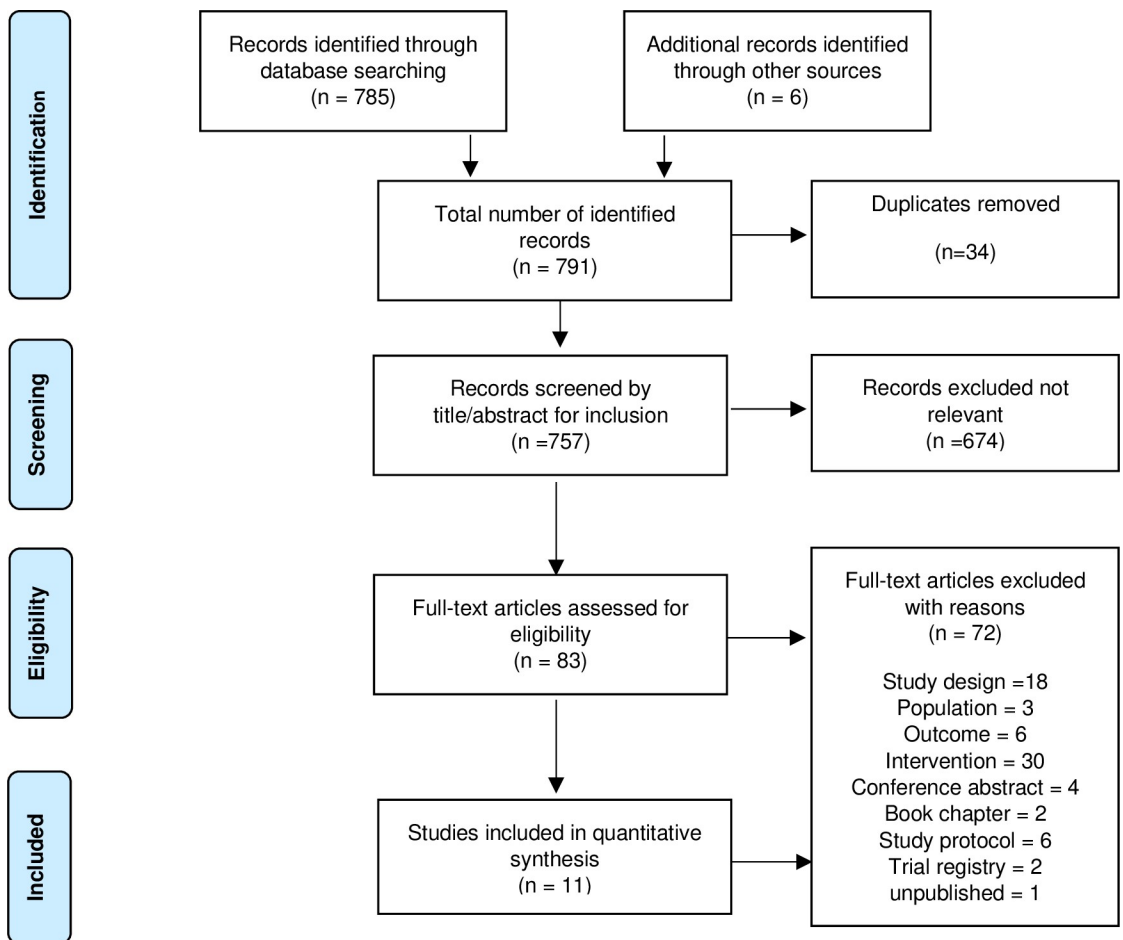 Identification
Records identified through
database searching
(n = 785)
Additional records identified
through other sources
(n = 6)
Total number of identified
records
(n = 791)
Duplicates removed
(n=34)
Screening
Records screened by
title/abstract for inclusion
(n =757)
Records excluded not
relevant
(n =674)
Eligibility
Full-text articles assessed for
eligibility
(n = 83)
Full-text articles excluded
with reasons
(n = 72)
Study design =18
Population = 3
Outcome = 6
Intervention = 30
Conference abstract = 4
Book chapter = 2
Study protocol = 6
Trial registry = 2
unpublished = 1
Included
Studies included in quantitative
synthesis
(n = 11)